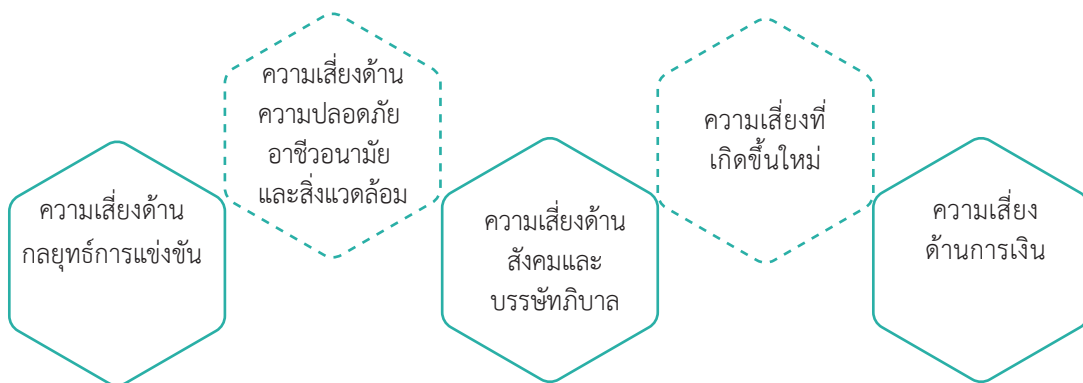 ความเสี่ยงด้าน
กลยุทธ์การแข่งขัน
ความเสี่ยงด้าน
ความปลอดภัย
อาชีวอนามัย
และสิ่งแวดล้อม
ความเสี่ยงด้าน
สังคมและ
บรรษัทภิบาล
ความเสี่ยงที่
เกิดขึ้นใหม่
ความเสี่ยง
ด้านการเงิน